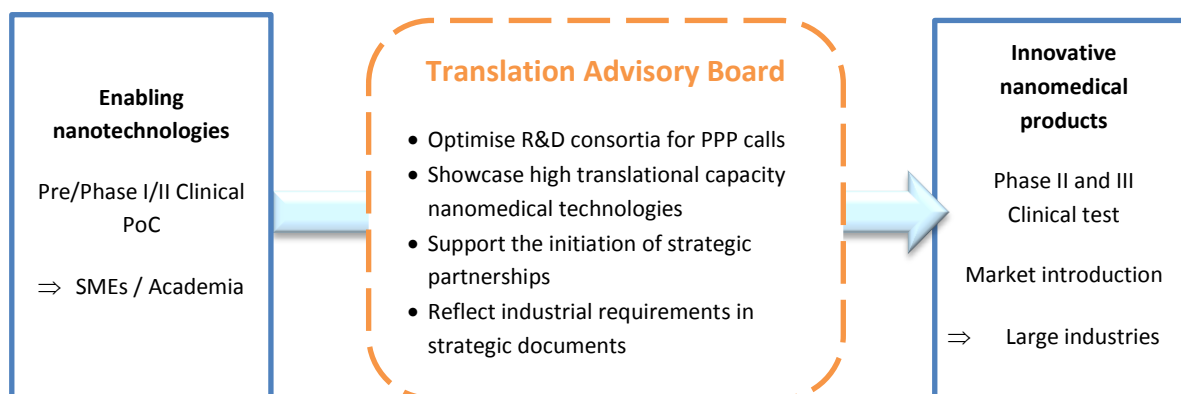 Enabling
nanotechnologies
Pre/Phase I/II Clinical
PoC
⇒ SMEs / Academia
Translation Advisory Board
• Optimise R&D consortia for PPP calls
• Showcase high translational capacity
nanomedical technologies
• Support the initiation of strategic
partnerships
• Reflect industrial requirements in
strategic documents
Innovative
nanomedical
products
Phase II and III
Clinical test
Market introduction
⇒ Large industries